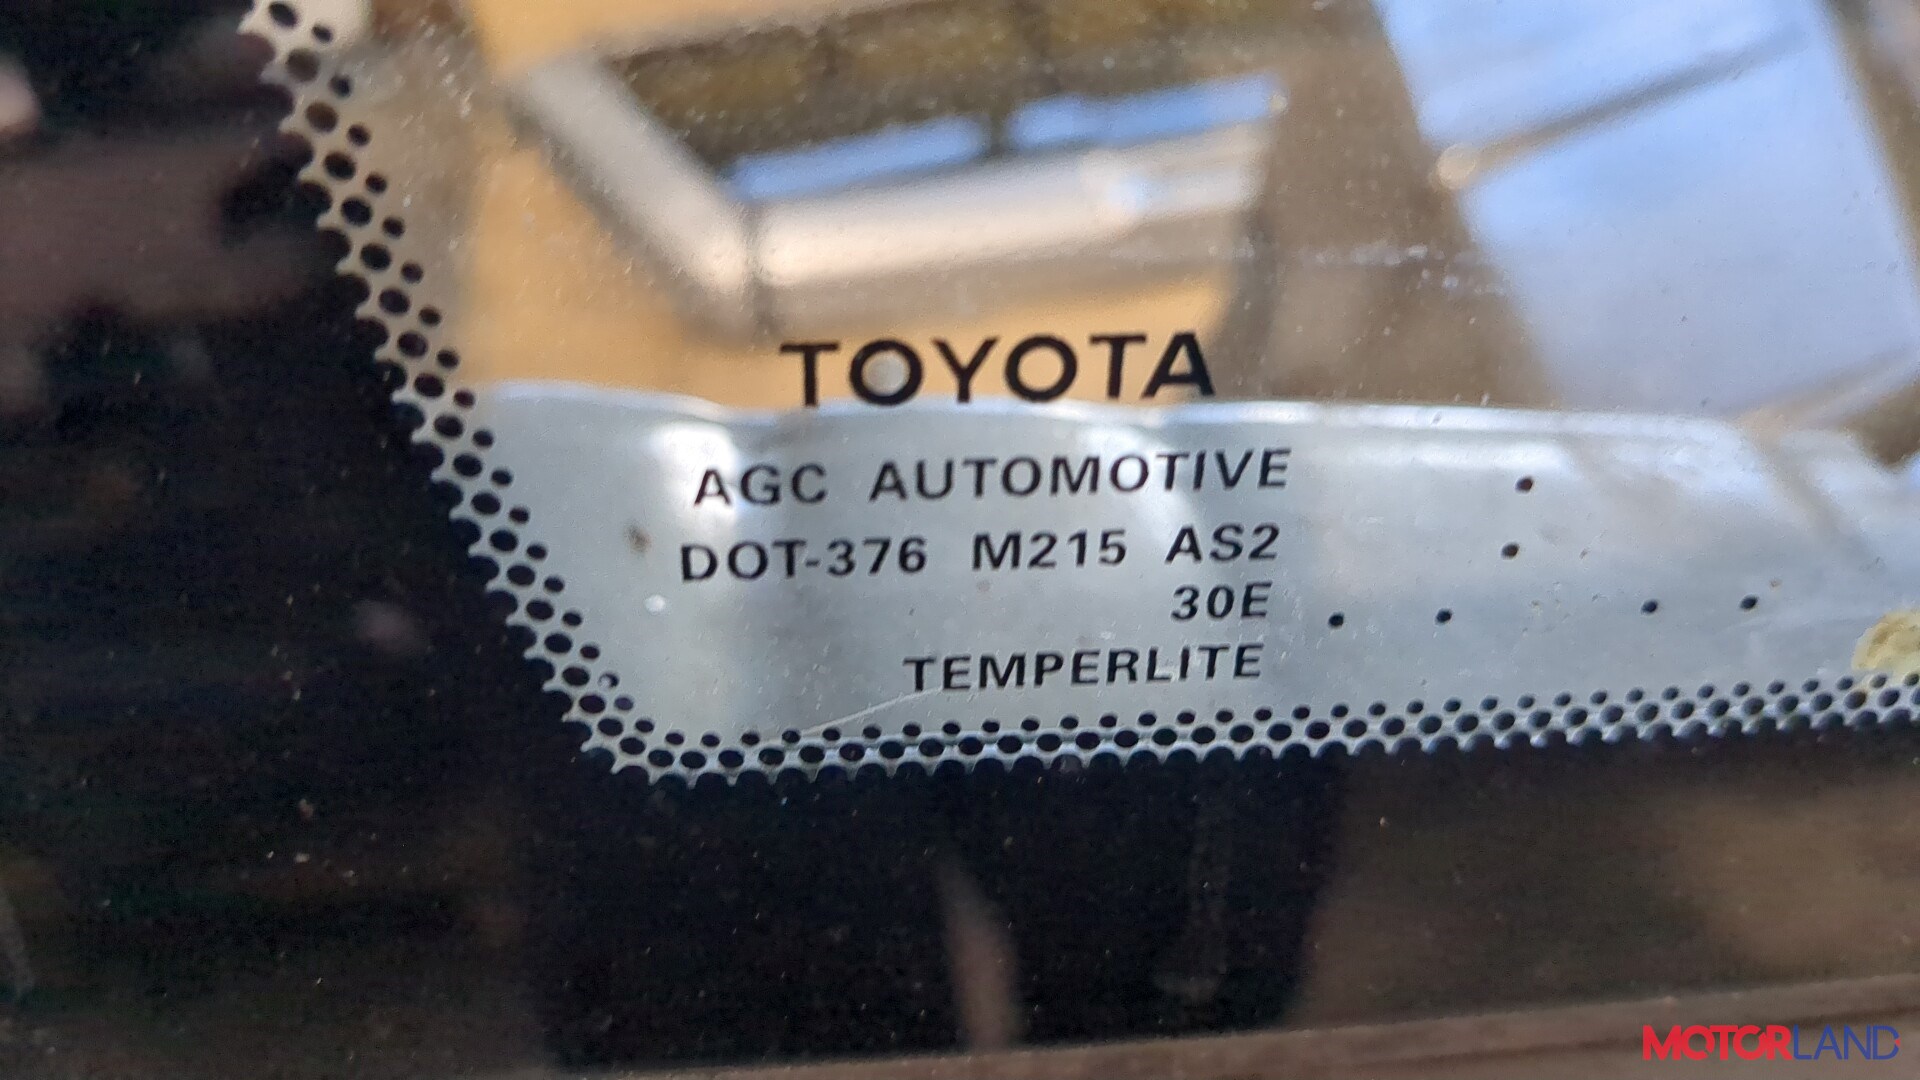 TOYOTA
AGC AUTOMOTIVE
DOT-376 M215 AS2
30E
TEMPERLITE
MOTORLAND